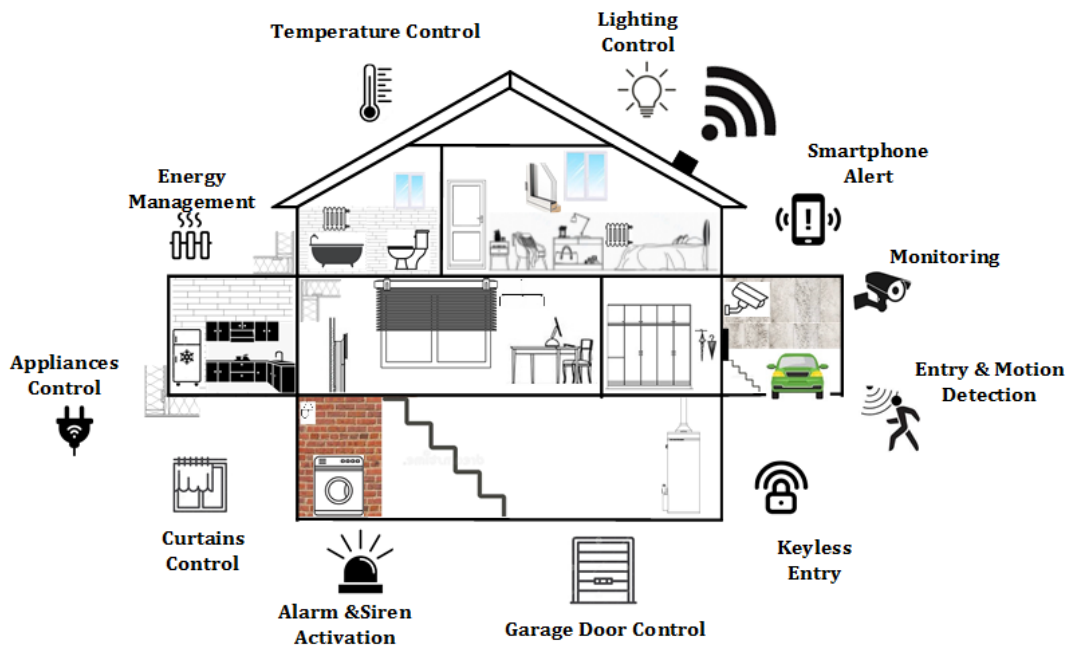 Temperature Control
Lighting
Control
Smartphone
Alert
Energy
Management
Monitoring
Appliances
Control
Entry & Motion
Detection
Curtains
Control
Keyless
Entry
Alarm &Siren
Activation
Garage Door Control